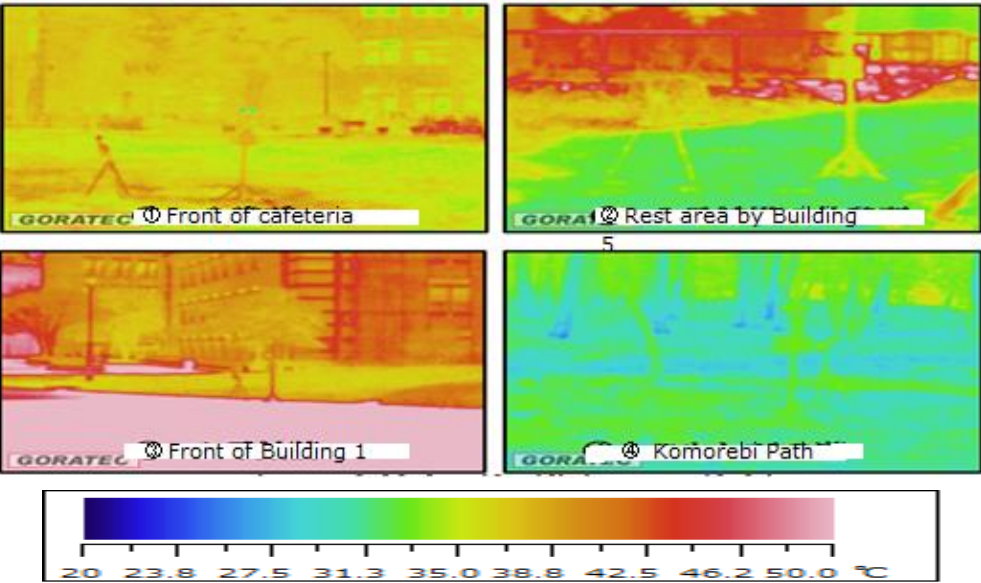 GORATEC ① Front of cafeteria
② Rest area by Building
5
GORATEC ③ Front of Building 1
④ Komorebi Path
20 23.8 27.5 31.3 35.0 38.8 42.5 46.2 50.0 ℃